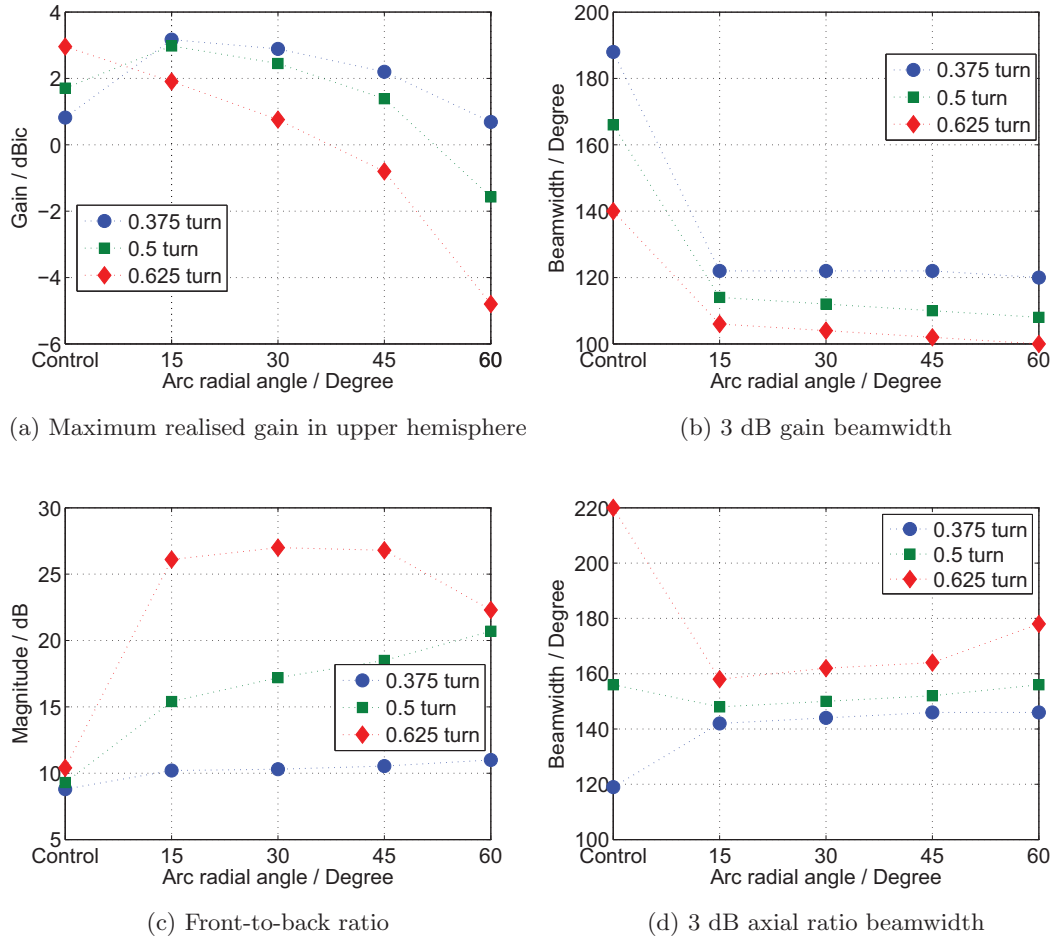 6
4
2
0
−2
−4
−6
Gain / dBic
0.375 turn
0.5 turn
0.625 turn
Control 15 30 45 60
Arc radial angle / Degree
(a) Maximum realised gain in upper hemisphere
200
180
160
140
120
100
Beamwidth / Degree
0.375 turn
0.5 turn
0.625 turn
Control 15 30 45 60
Arc radial angle / Degree
(b) 3 dB gain beamwidth
30
25
20
15
10
5
Magnitude / dB
0.375 turn
0.5 turn
0.625 turn
Control 15 30 45 60
Arc radial angle / Degree
(c) Front-to-back ratio
220
200
180
160
140
120
100
Beamwidth / Degree
0.375 turn
0.5 turn
0.625 turn
Control 15 30 45 60
Arc radial angle / Degree
(d) 3 dB axial ratio beamwidth